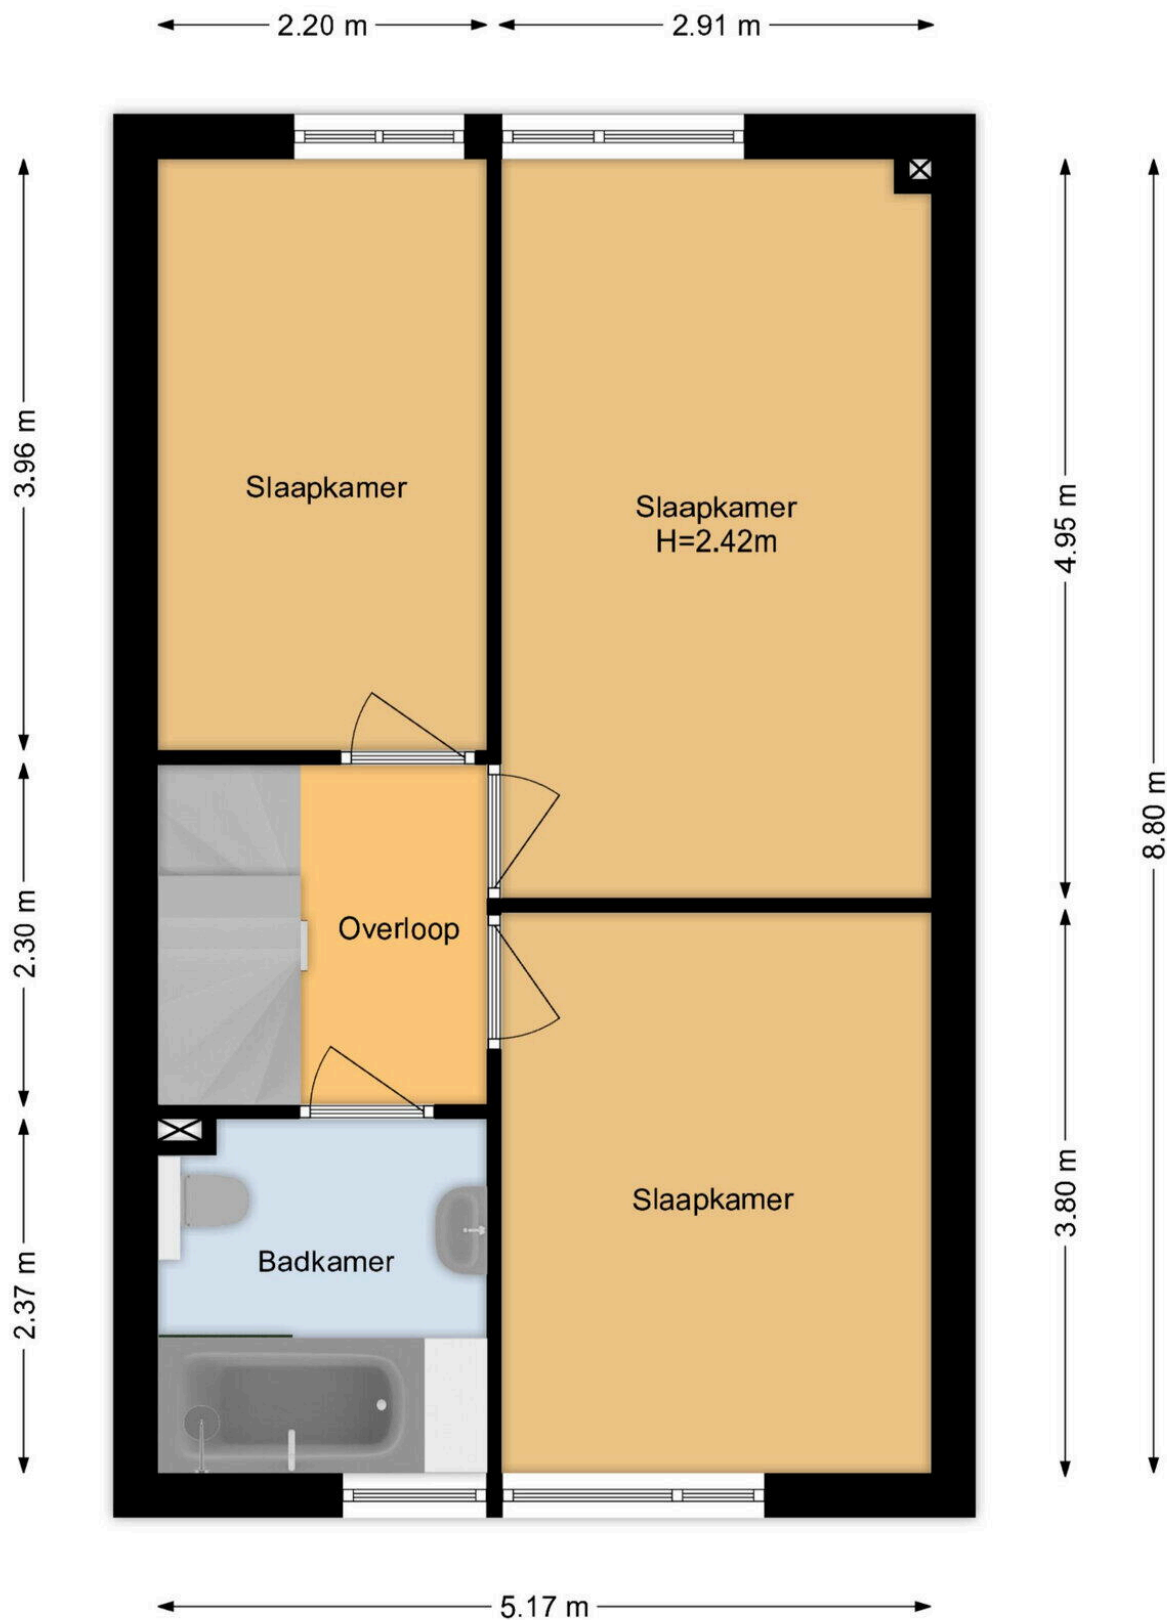 2.20 m
2.91 m
3.96 m
Slaapkamer
Slaapkamer
H=2.42m
4.95 m
8.80 m
2.30 m
Overloop
Slaapkamer
3.80 m
Badkamer
2.37 m
5.17 m